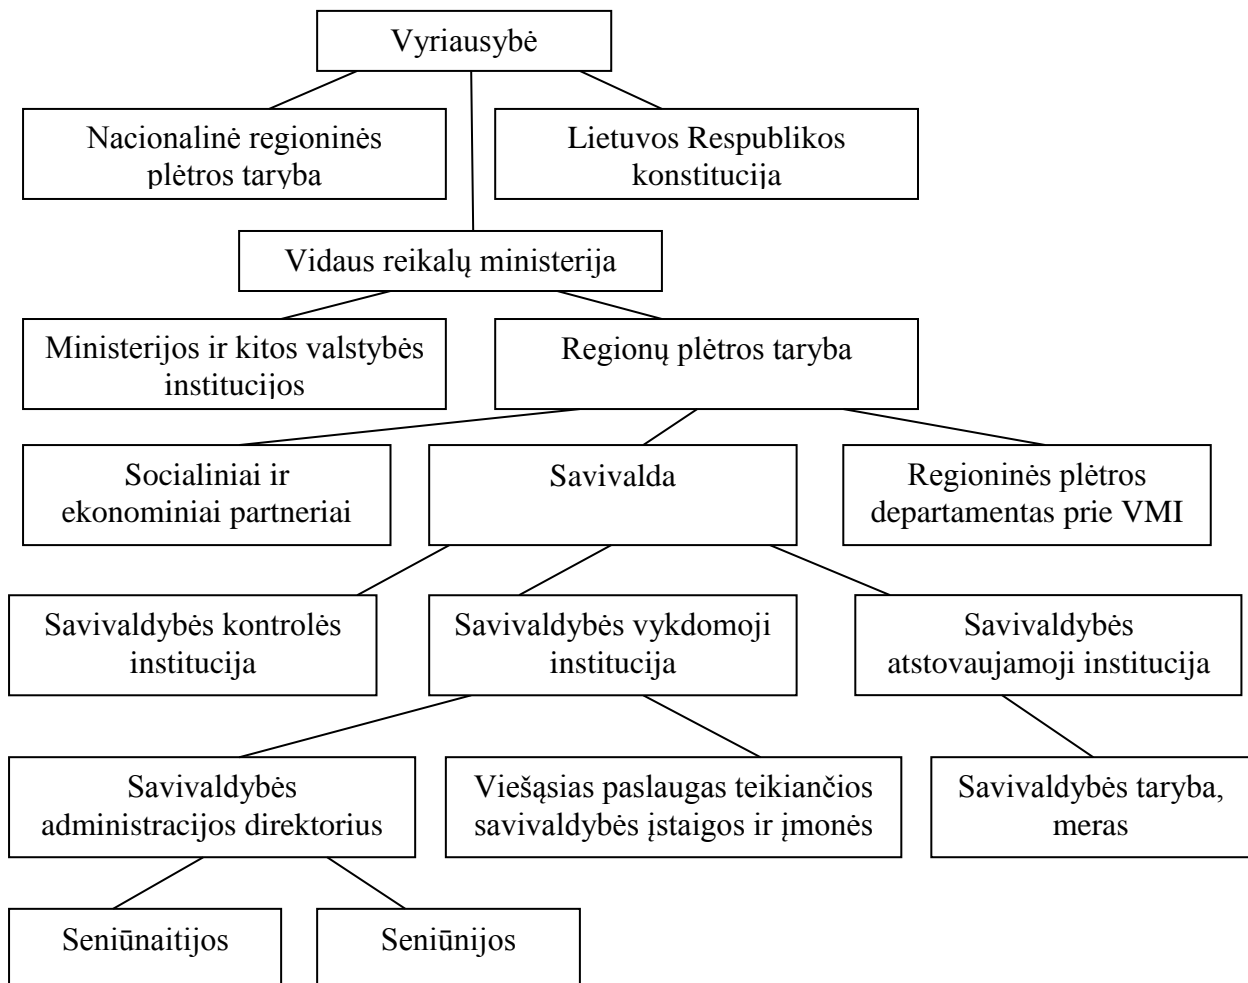 Vyriausybė
Nacionalinė regioninės
plėtros taryba
Lietuvos Respublikos
konstitucija
Vidaus reikalų ministerija
Ministerijos ir kitos valstybės
institucijos
Regionų plėtros taryba
Socialiniai ir
ekonominiai partneriai
Savivalda
Regioninės plėtros
departamentas prie VMI
Savivaldybės kontrolės
institucija
Savivaldybės vykdomoji
institucija
Savivaldybės
atstovaujamoji institucija
Savivaldybės
administracijos direktorius
Viešąsias paslaugas teikiančios
savivaldybės įstaigos ir įmonės
Savivaldybės taryba,
meras
Seniūnaitijos
Seniūnijos